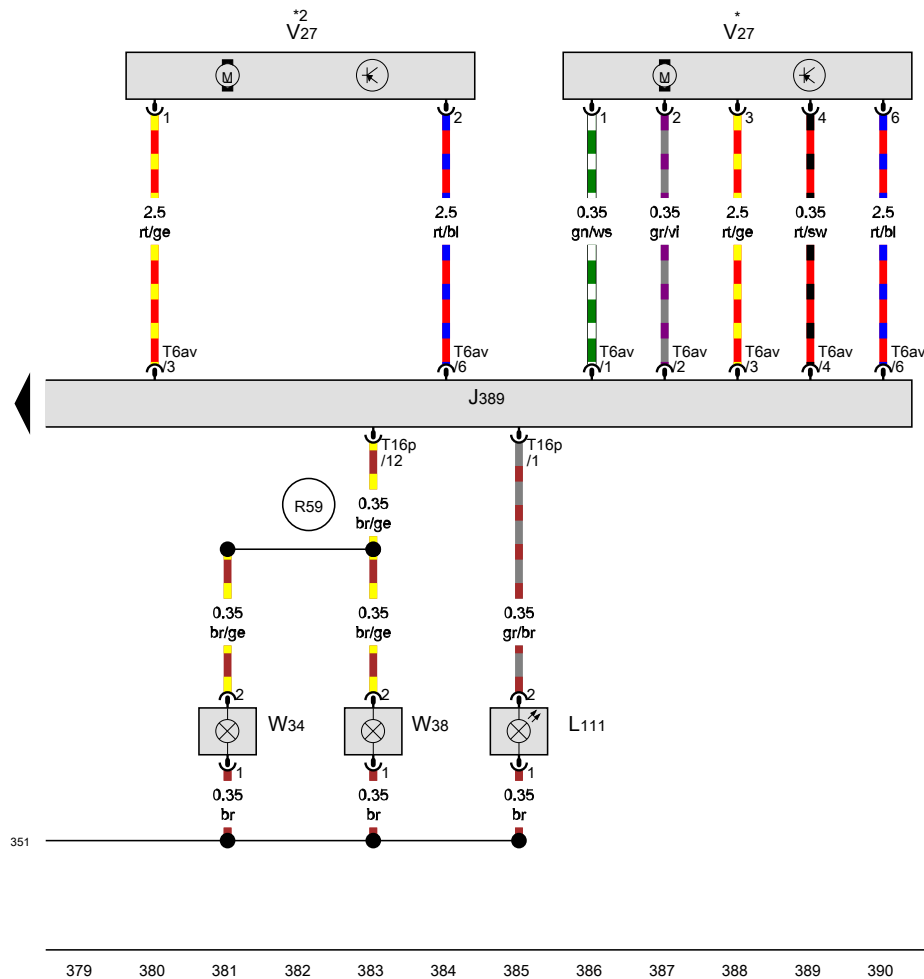 *2 *
V27 V27
M M
1 2 1 2 3 4 6
2.5 2.5 0.35 0.35 2.5 0.35 2.5
rt/ge rt/bl gn/ws gr/vi rt/ge rt/sw rt/bl
T6av T6av T6av T6av T6av T6av T6av
/3 /6 /1 /2 /3 /4 /6
J389
T16p T16p
/12 /1
R59
0.35
br/ge
0.35 0.35 0.35
br/ge br/ge gr/br
2 2 2
W34 W38 L111
1 1 1
0.35 0.35 0.35
br br br
351
379 380 381 382 383 384 385 386 387 388 389 390